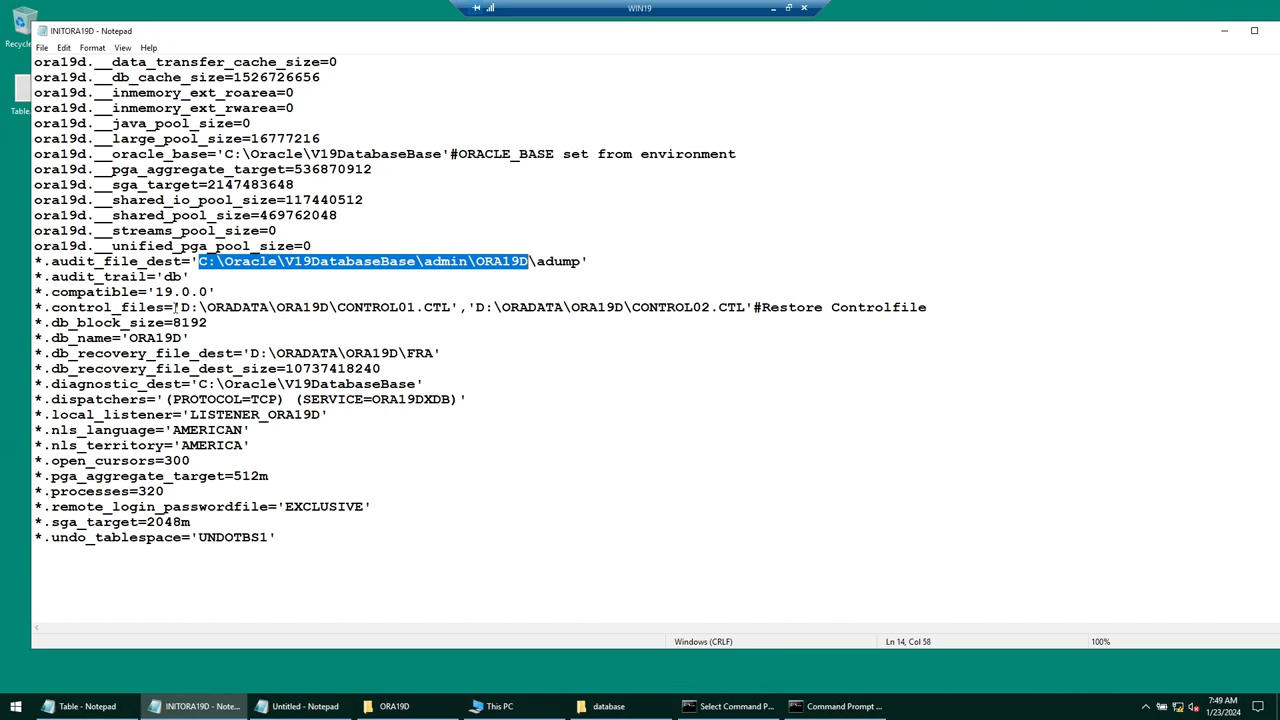 WIN19
Recycle
INITORA19D - Notepad
File Edit Format View Help
ora19d.__data_transfer_cache_size=0
ora19d.__db_cache_size=1526726656
ora19d.__inmemory_ext_roarea=0
ora19d.__inmemory_ext_rwarea=0
ora19d.__java_pool_size=0
ora19d.__large_pool_size=16777216
ora19d.__oracle_base='C:\Oracle\V19DatabaseBase'#ORACLE_BASE set from environment
ora19d.__pga_aggregate_target=536870912
ora19d.__sga_target=2147483648
ora19d.__shared_io_pool_size=117440512
ora19d.__shared_pool_size=469762048
ora19d.__streams_pool_size=0
ora19d.__unified_pga_pool_size=0
*.audit_file_dest='C:\Oracle\V19DatabaseBase\admin\ORA19D\adump'
*.audit_trail='db'
*.compatible='19.0.0'
*.control_files='D:\ORADATA\ORA19D\CONTROL01.CTL','D:\ORADATA\ORA19D\CONTROL02.CTL'#Restore Controlfile
*.db_block_size=8192
*.db_name='ORA19D'
*.db_recovery_file_dest='D:\ORADATA\ORA19D\FRA'
*.db_recovery_file_dest_size=10737418240
*.diagnostic_dest='C:\Oracle\V19DatabaseBase'
*.dispatchers='(PROTOCOL=TCP) (SERVICE=ORA19DXDB)'
*.local_listener='LISTENER_ORA19D'
*.nls_language='AMERICAN'
*.nls_territory='AMERICA'
*.open_cursors=300
*.pga_aggregate_target=512m
*.processes=320
*.remote_login_passwordfile='EXCLUSIVE'
*.sga_target=2048m
*.undo_tablespace='UNDOTBS1'
Table.
Windows (CRLF) Ln 14, Col 58 100%
Table - Notepad INITORA19D - Note... Untitled - Notepad ORA19D This PC database Select Command P... Command Prompt ... 7:49 AM
1/23/2024